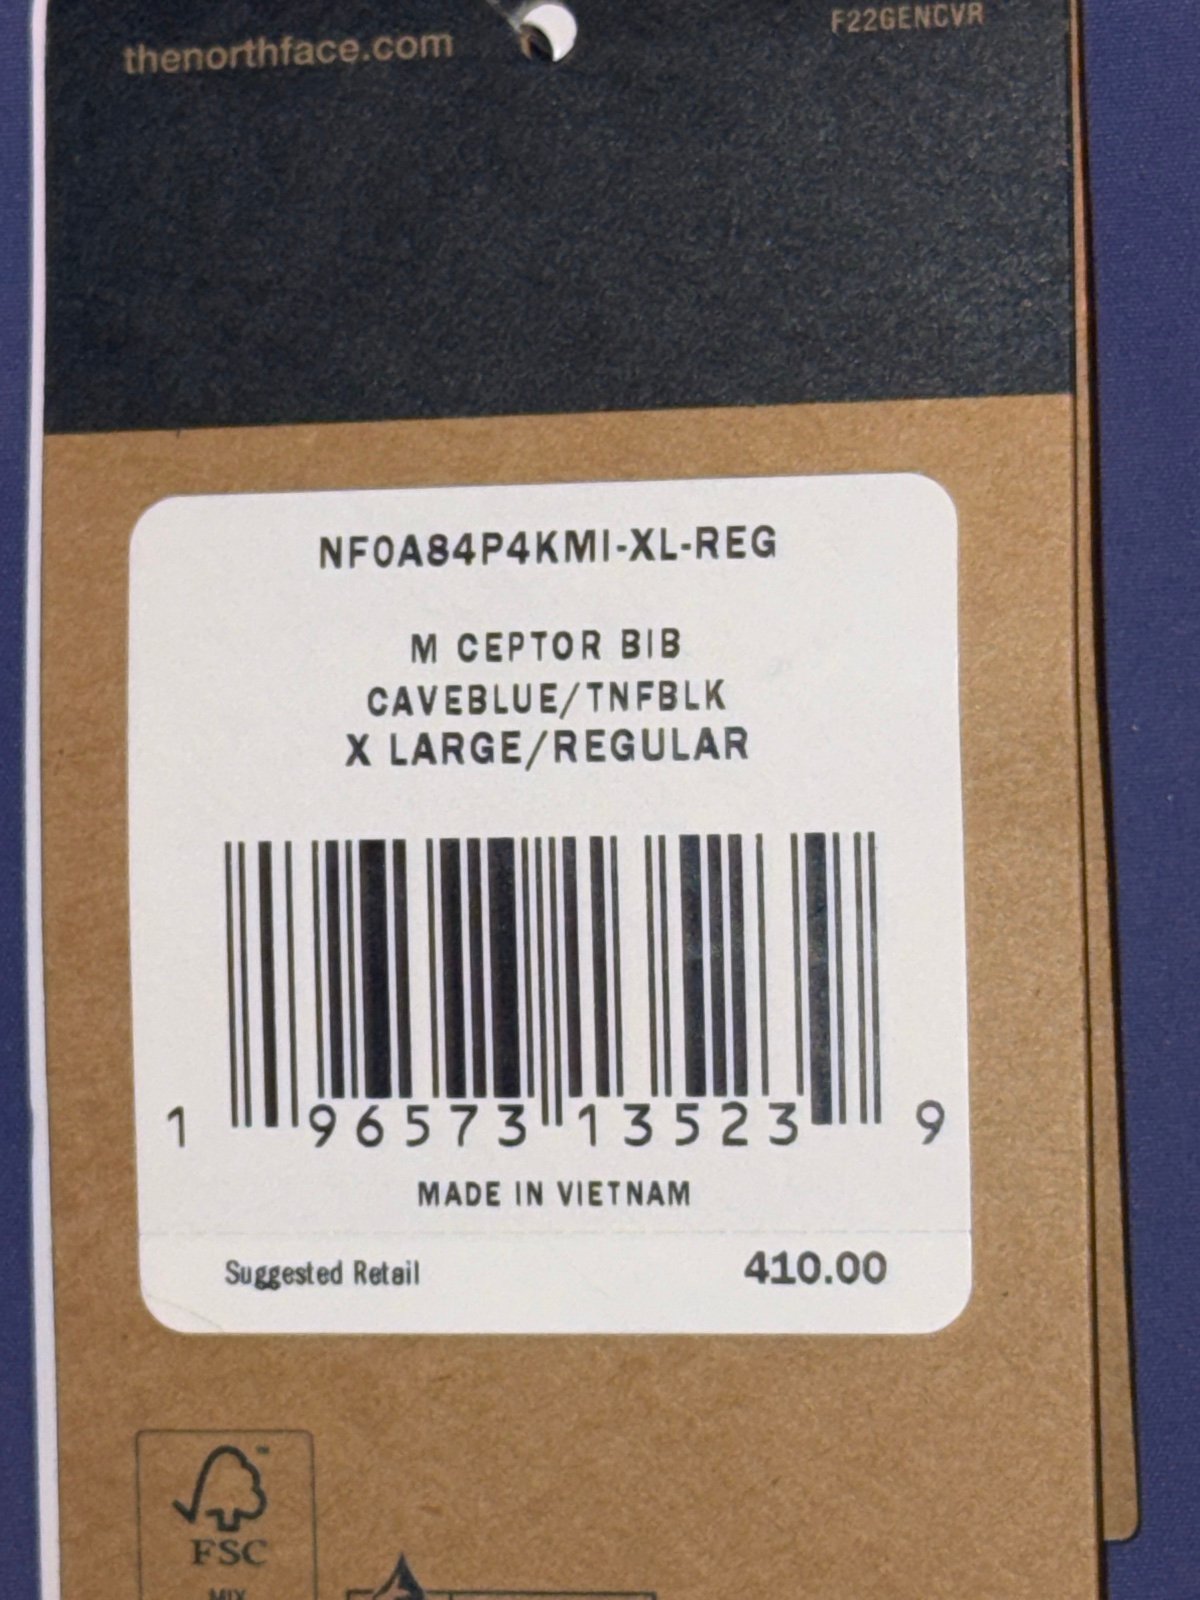 thenorthface.com
F22GENCVR
NF0A84P4KMI-XL-REG
M CEPTOR BIB
CAVEBLUE/TNFBLK
X LARGE/REGULAR
1 96573 13523 9
MADE IN VIETNAM
Suggested Retail 410.00
FSC
MIX